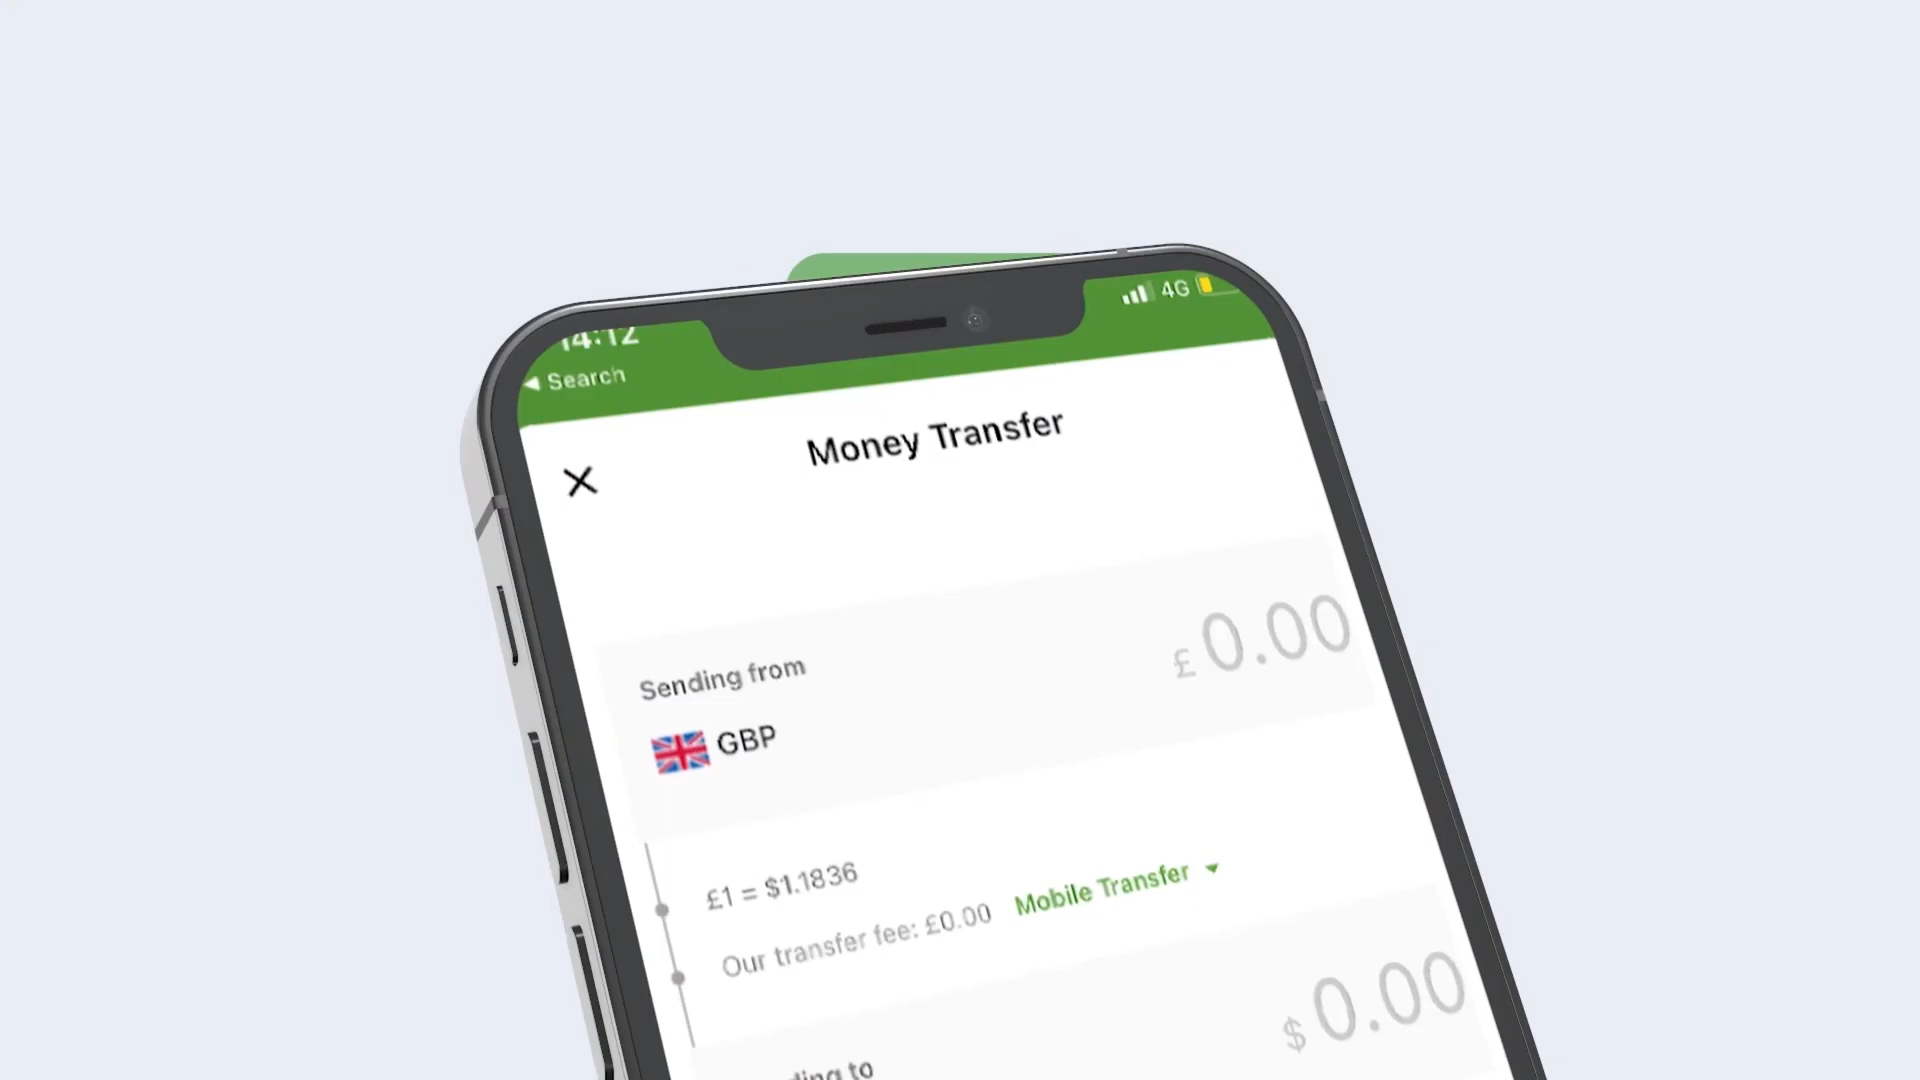 14:12
4G
Search
Money Transfer
Sending from
£0.00
GBP
£1 = $1.1836
Our transfer fee: £0.00 Mobile Transfer
$0.00
to